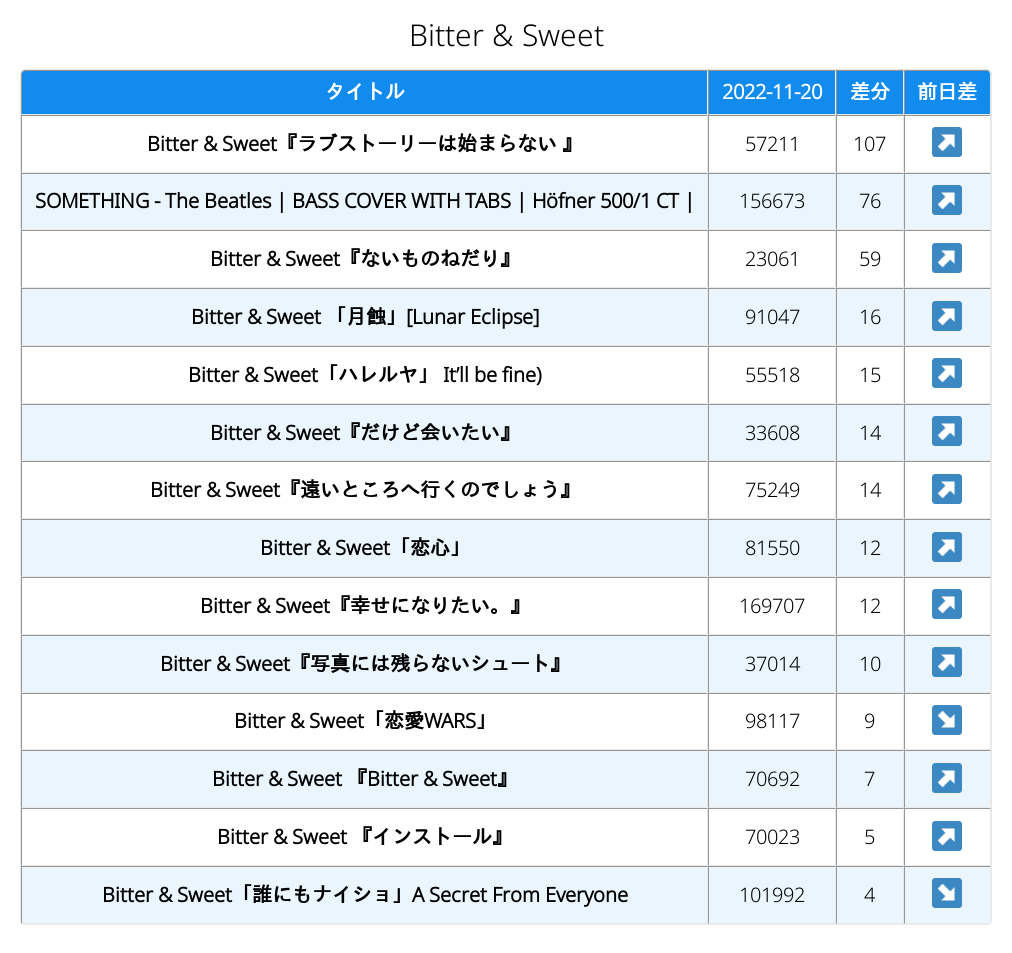 Bitter & Sweet
タイトル 2022-11-20 差分 前日差
Bitter & Sweet『ラブストーリーは始まらない 』 57211 107 ↗
SOMETHING - The Beatles | BASS COVER WITH TABS | Höfner 500/1 CT | 156673 76 ↗
Bitter & Sweet『ないものねだり』 23061 59 ↗
Bitter & Sweet 「月蝕」[Lunar Eclipse] 91047 16 ↗
Bitter & Sweet「ハレルヤ」 It’ll be fine) 55518 15 ↗
Bitter & Sweet『だけど会いたい』 33608 14 ↗
Bitter & Sweet『遠いところへ行くのでしょう』 75249 14 ↗
Bitter & Sweet「恋心」 81550 12 ↗
Bitter & Sweet『幸せになりたい。』 169707 12 ↗
Bitter & Sweet『写真には残らないシュート』 37014 10 ↗
Bitter & Sweet「恋愛WARS」 98117 9 ↘
Bitter & Sweet 『Bitter & Sweet』 70692 7 ↗
Bitter & Sweet 『インストール』 70023 5 ↗
Bitter & Sweet「誰にもナイショ」A Secret From Everyone 101992 4 ↘